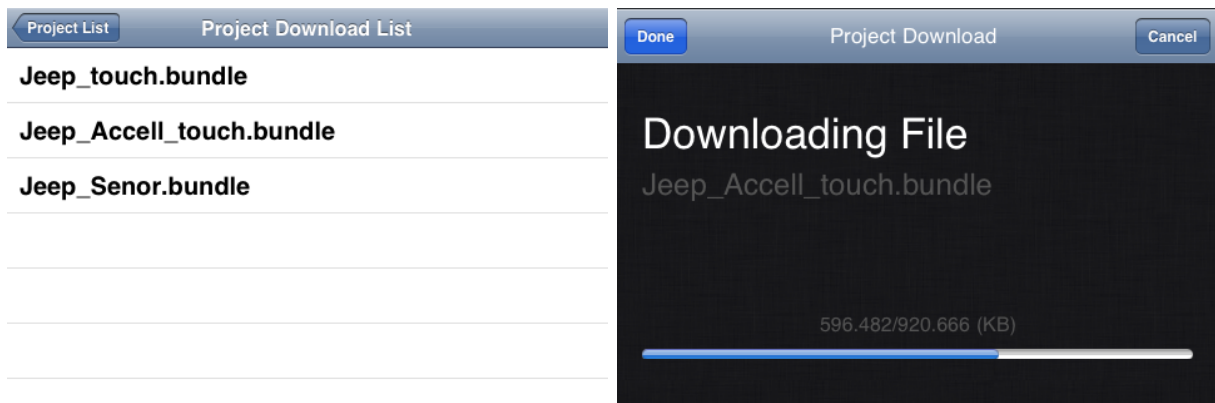 Project List
Project Download List
Jeep_touch.bundle
Jeep_Accell_touch.bundle
Jeep_Senor.bundle
Done
Project Download
Cancel
Downloading File
Jeep_Accell_touch.bundle
596.482/920.666 (KB)